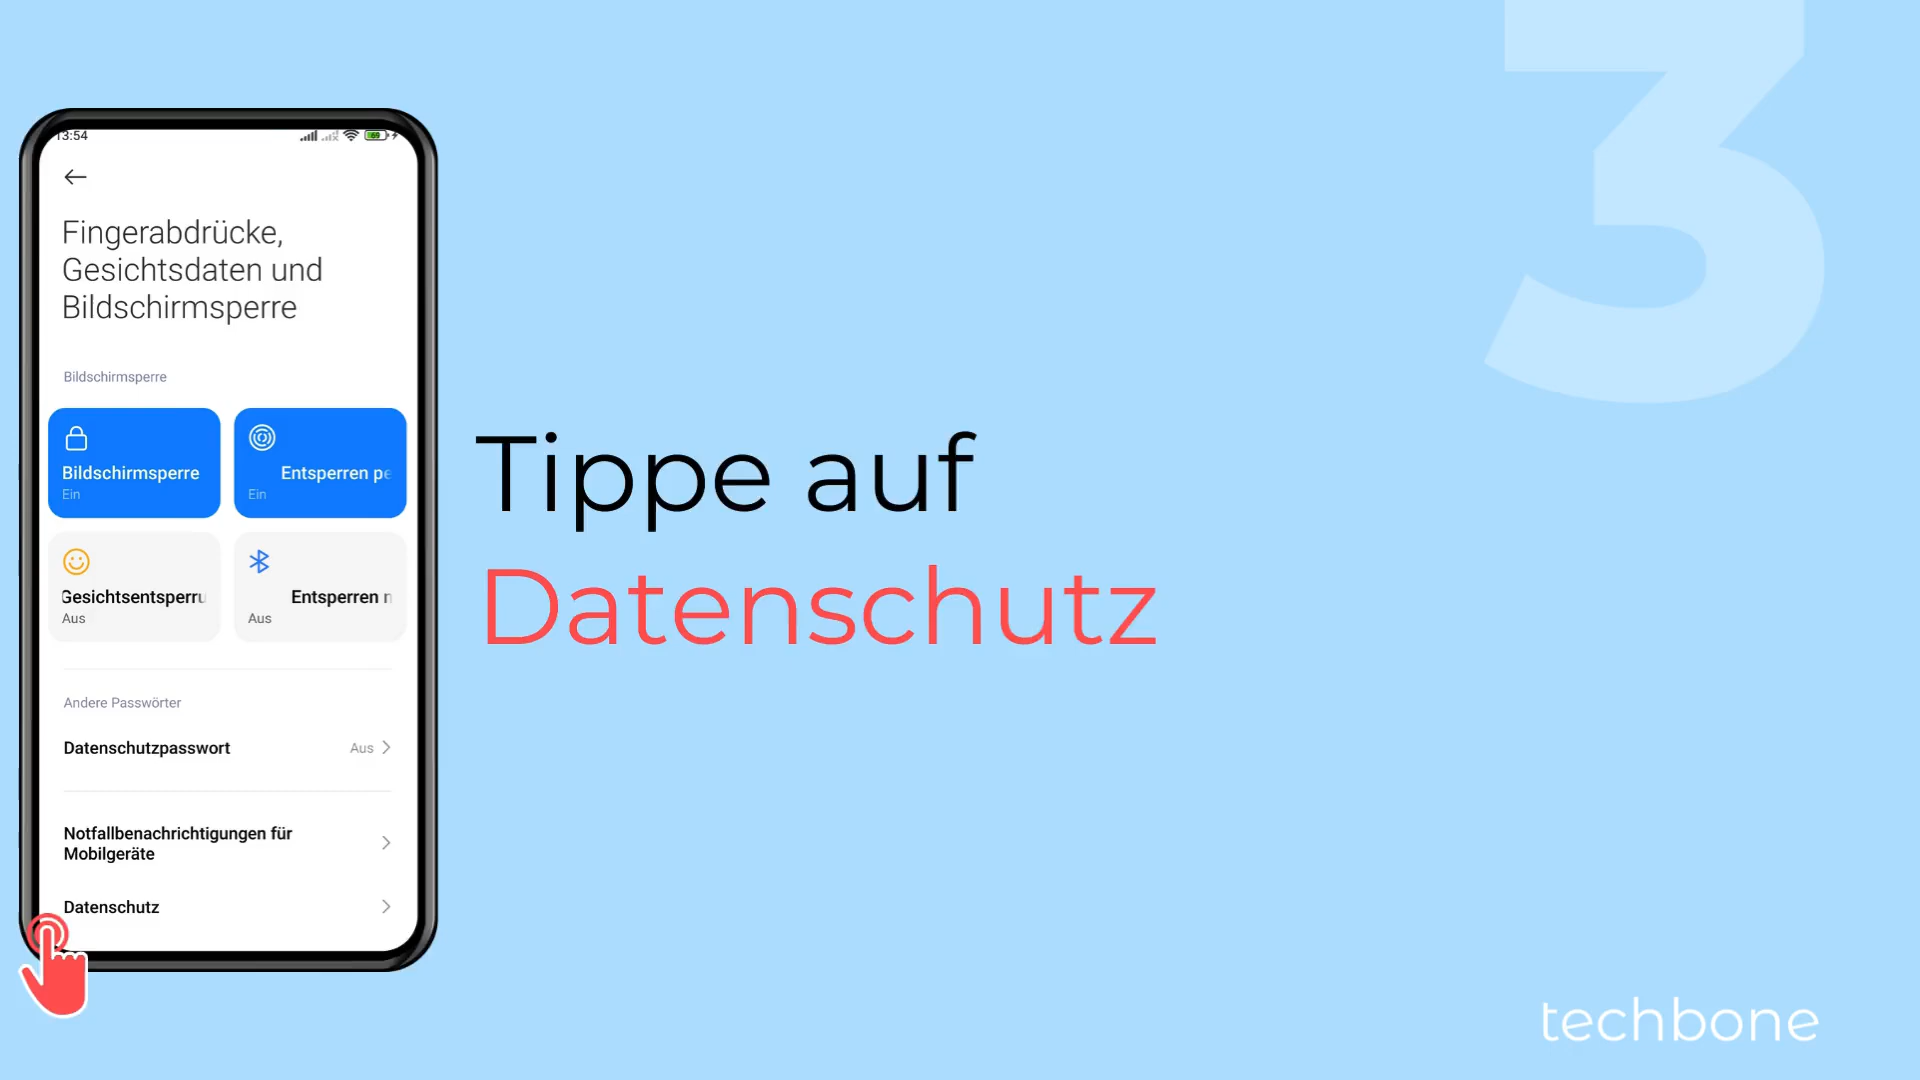 3
13:54
69
Fingerabdrücke,
Gesichtsdaten und
Bildschirmsperre
Bildschirmsperre
Bildschirmsperre
Ein
Entsperren pe
Ein
Gesichtsentsperru
Aus
Entsperren n
Aus
Andere Passwörter
Datenschutzpasswort
Aus
Notfallbenachrichtigungen für
Mobilgeräte
Datenschutz
Tippe auf
Datenschutz
techbone